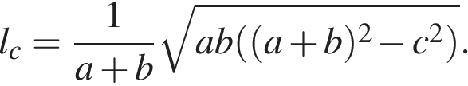 $l_c = \frac{1}{a+b}\sqrt{ab((a+b)^2 - c^2)}.$